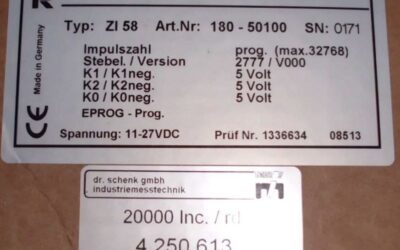 Typ: ZI 58 Art.Nr: 180 - 50100 SN: 0171
Impulszahl prog. (max.32768)
Stebel. / Version 2777 / V000
K1 / K1neg. 5 Volt
K2 / K2neg. 5 Volt
K0 / K0neg. 5 Volt
EPROG - Prog.
Made in Germany
CE
Spannung: 11-27VDC Prüf Nr. 1336634 08513
dr. schenk gmbh
industriemesstechnik
20000 Inc. / rd
4.250.613